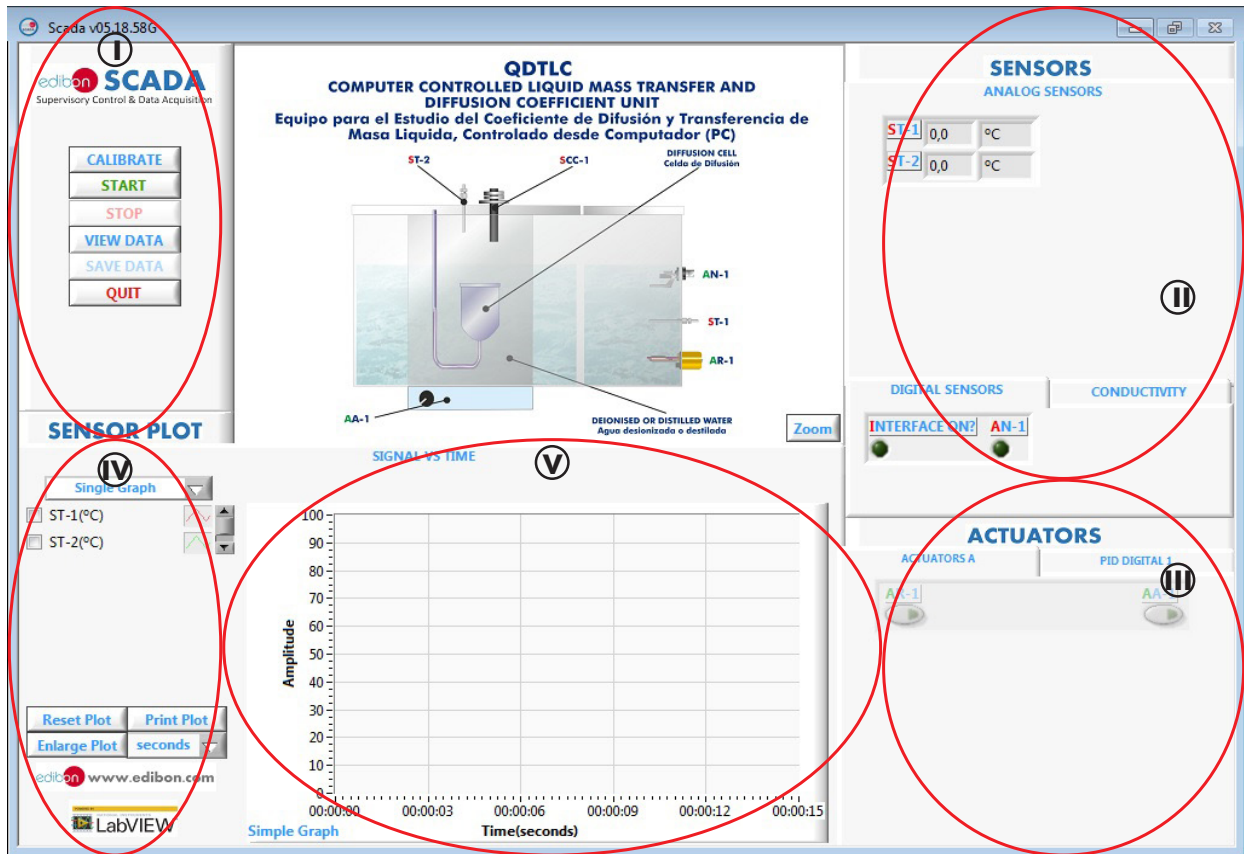 Scada v05.18.58G
I
edibon SCADA
Supervisory Control & Data Acquisition
CALIBRATE
START
STOP
VIEW DATA
SAVE DATA
QUIT
QDTLC
COMPUTER CONTROLLED LIQUID MASS TRANSFER AND
DIFFUSION COEFFICIENT UNIT
Equipo para el Estudio del Coeficiente de Difusión y Transferencia de
Masa Liquida, Controlado desde Computador (PC)
ST-2
SCC-1
DIFFUSION CELL
Celda de Difusión
AN-1
ST-1
AR-1
AA-1
DEIONISED OR DISTILLED WATER
Agua desionizada o destilada
Zoom
SENSORS
ANALOG SENSORS
ST-1 0,0 ºC
ST-2 0,0 ºC
II
DIGITAL SENSORS CONDUCTIVITY
INTERFACE ON? AN-1
ACTUATORS
ACTUATORS A PID DIGITAL 1
III
AR-1 AA-1
SENSOR PLOT
IV
Single Graph
ST-1(ºC)
ST-2(ºC)
Reset Plot Print Plot
Enlarge Plot seconds
edibon www.edibon.com
LabVIEW
SIGNAL VS TIME
V
100
90
80
70
60
50
40
30
20
10
0
Amplitude
00:00:00 00:00:03 00:00:06 00:00:09 00:00:12 00:00:15
Simple Graph Time(seconds)